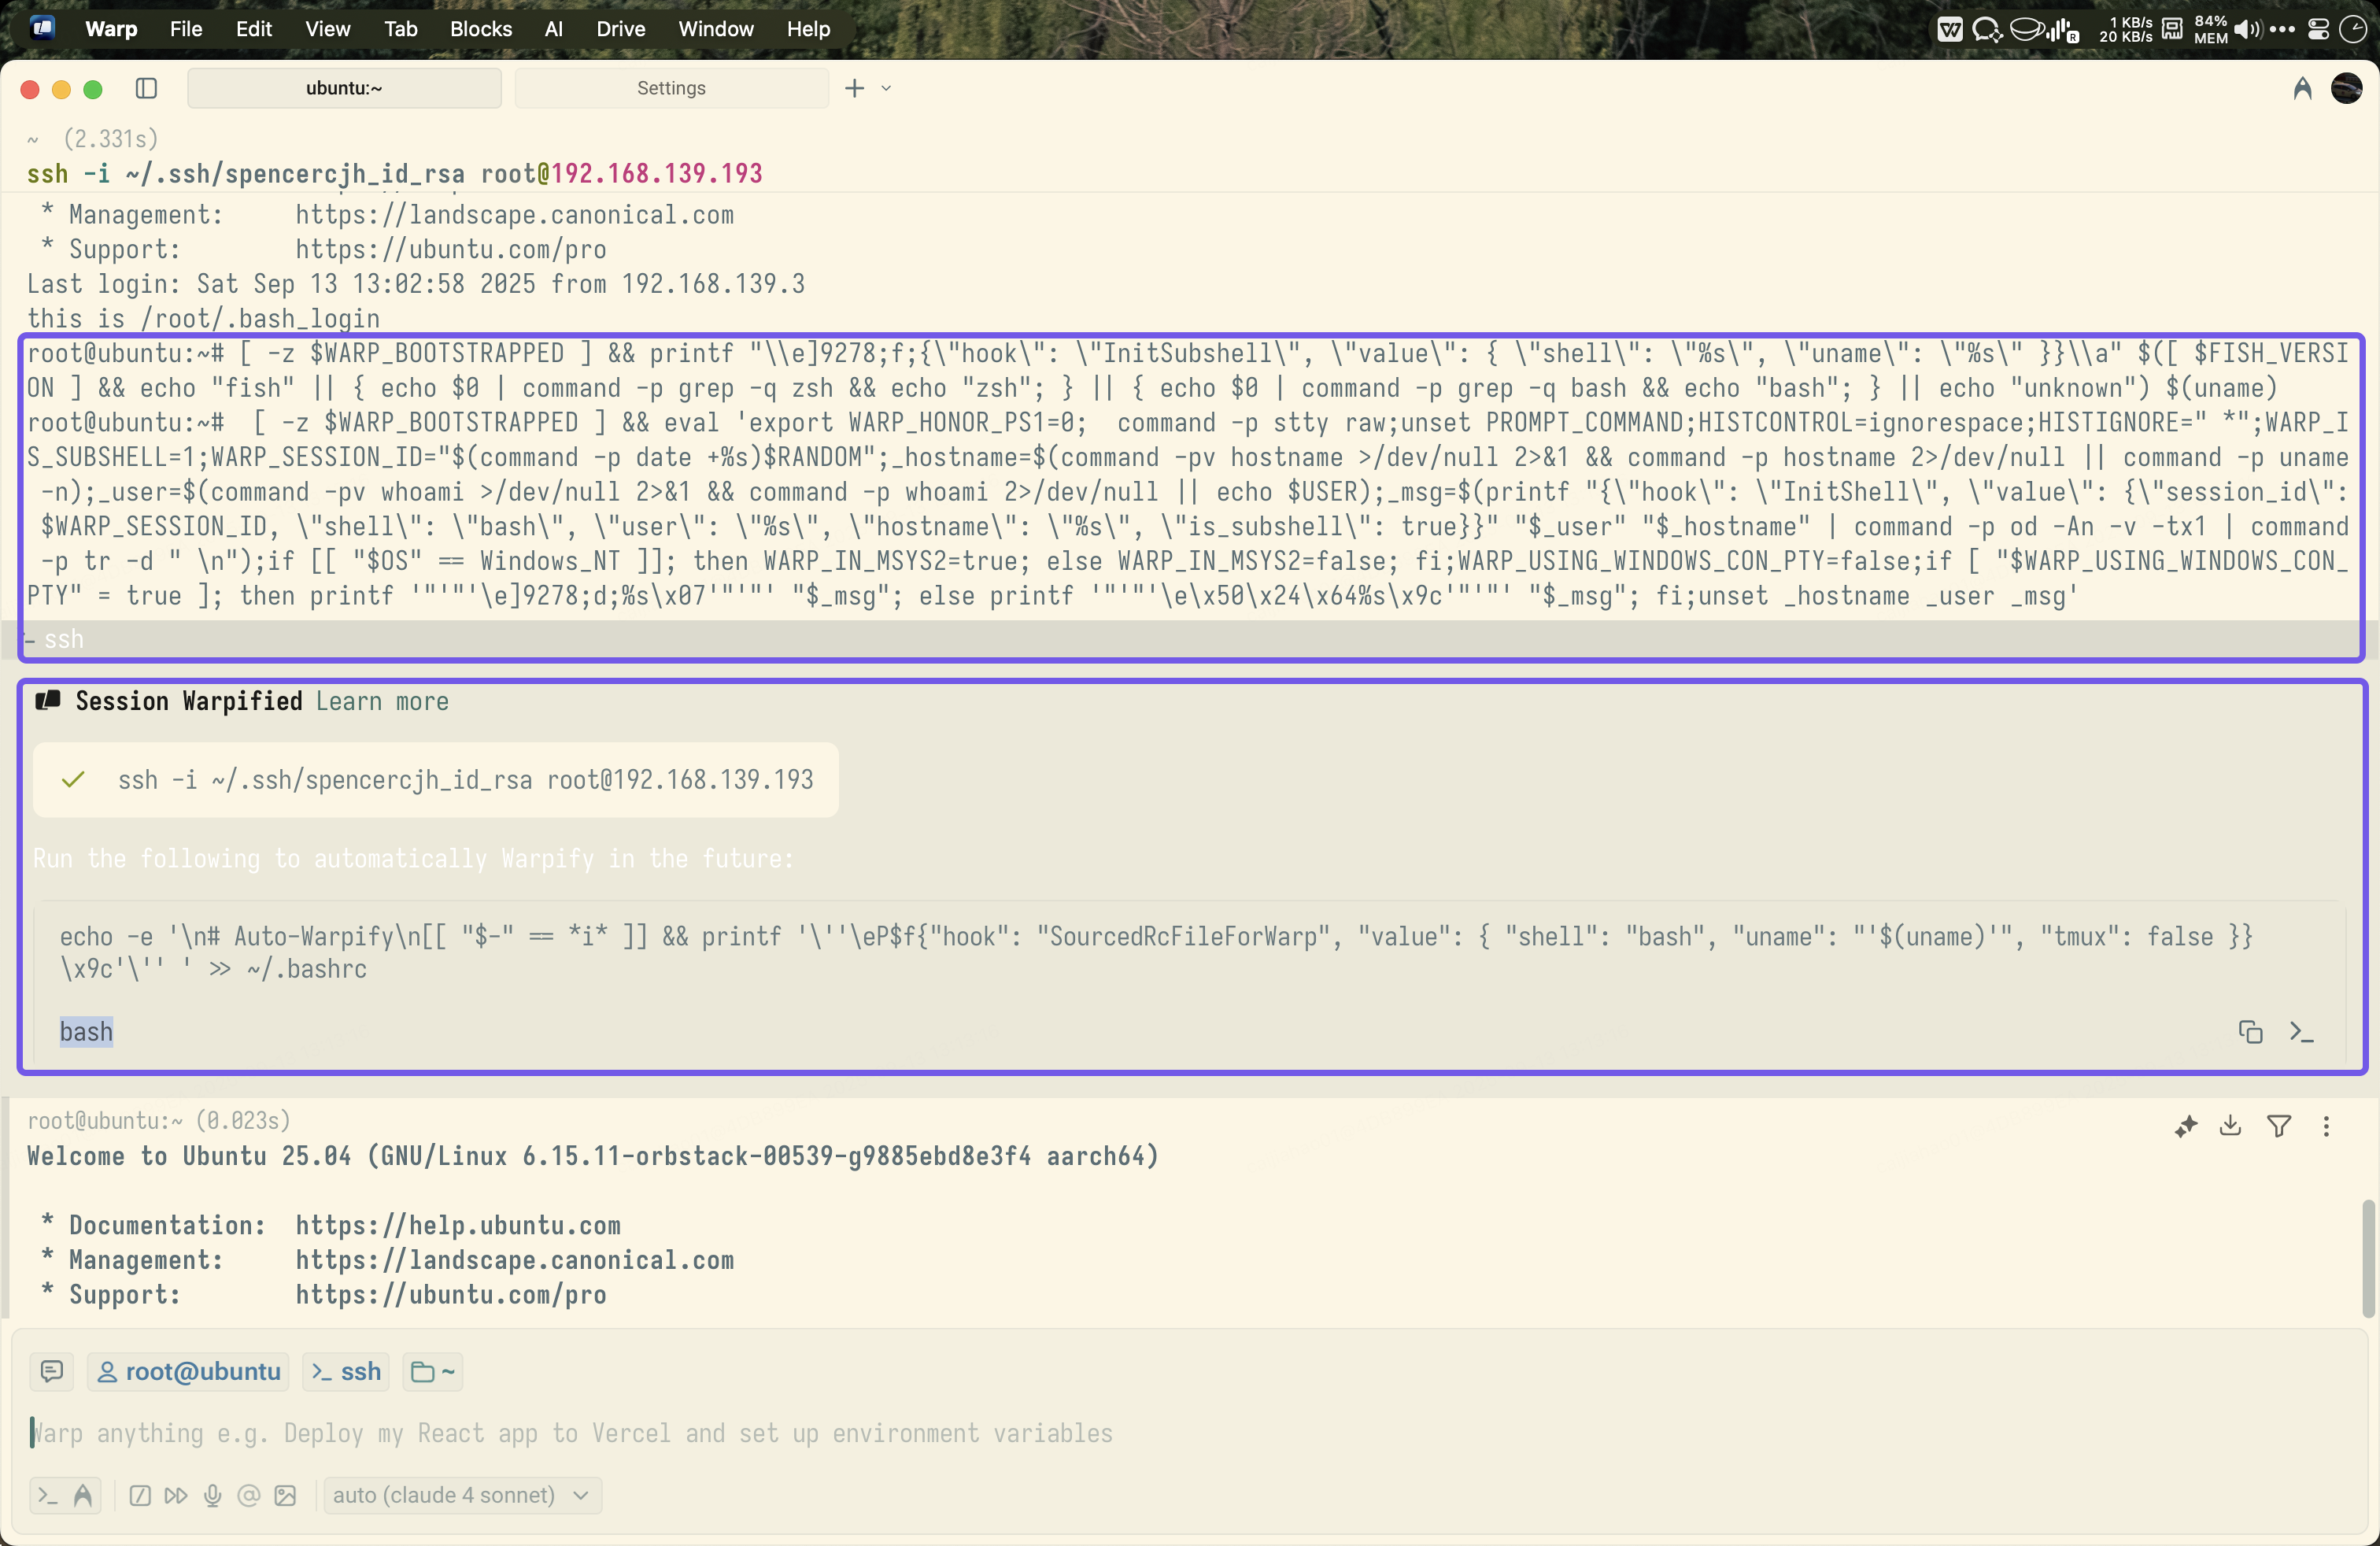 Warp File Edit View Tab Blocks AI Drive Window Help
1 KB/s
20 KB/s
84%
MEM
ubuntu:~
Settings
~ (2.331s)
ssh -i ~/.ssh/spencercjh_id_rsa root@192.168.139.193
* Management:     https://landscape.canonical.com
* Support:        https://ubuntu.com/pro
Last login: Sat Sep 13 13:02:58 2025 from 192.168.139.3
this is /root/.bash_login
root@ubuntu:~# [ -z $WARP_BOOTSTRAPPED ] && printf "\\e]9278;f;{\"hook\": \"InitSubshell\", \"value\": { \"shell\": \"%s\", \"uname\": \"%s\" }}\\a" $([ $FISH_VERSI
ON ] && echo "fish" || { echo $0 | command -p grep -q zsh && echo "zsh"; } || { echo $0 | command -p grep -q bash && echo "bash"; } || echo "unknown") $(uname)
root@ubuntu:~#  [ -z $WARP_BOOTSTRAPPED ] && eval 'export WARP_HONOR_PS1=0;  command -p stty raw;unset PROMPT_COMMAND;HISTCONTROL=ignorespace;HISTIGNORE=" *";WARP_I
S_SUBSHELL=1;WARP_SESSION_ID="$(command -p date +%s)$RANDOM";_hostname=$(command -pv hostname >/dev/null 2>&1 && command -p hostname 2>/dev/null || command -p uname
-n);_user=$(command -pv whoami >/dev/null 2>&1 && command -p whoami 2>/dev/null || echo $USER);_msg=$(printf "{\"hook\": \"InitShell\", \"value\": {\"session_id\":
$WARP_SESSION_ID, \"shell\": \"bash\", \"user\": \"%s\", \"hostname\": \"%s\", \"is_subshell\": true}}" "$_user" "$_hostname" | command -p od -An -v -tx1 | command
-p tr -d " \n");if [[ "$OS" == Windows_NT ]]; then WARP_IN_MSYS2=true; else WARP_IN_MSYS2=false; fi;WARP_USING_WINDOWS_CON_PTY=false;if [ "$WARP_USING_WINDOWS_CON_
PTY" = true ]; then printf '"'"'\e]9278;d;%s\x07'"'"' "$_msg"; else printf '"'"'\e\x50\x24\x64%s\x9c'"'"' "$_msg"; fi;unset _hostname _user _msg'
ssh
Session Warpified Learn more
ssh -i ~/.ssh/spencercjh_id_rsa root@192.168.139.193
Run the following to automatically Warpify in the future:
echo -e '\n# Auto-Warpify\n[[ "$-" == *i* ]] && printf '\''\eP$f{"hook": "SourcedRcFileForWarp", "value": { "shell": "bash", "uname": "'$(uname)'", "tmux": false }}
\x9c'\'' ' >> ~/.bashrc
bash
root@ubuntu:~ (0.023s)
Welcome to Ubuntu 25.04 (GNU/Linux 6.15.11-orbstack-00539-g9885ebd8e3f4 aarch64)
* Documentation:  https://help.ubuntu.com
* Management:     https://landscape.canonical.com
* Support:        https://ubuntu.com/pro
root@ubuntu ssh ~
Warp anything e.g. Deploy my React app to Vercel and set up environment variables
auto (claude 4 sonnet)